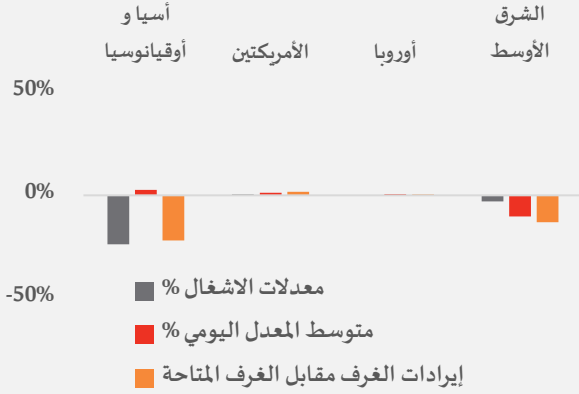 أسيا و
أوقيانوسيا
الأمريكتين
أوروبا
الشرق
الأوسط
50%
0%
-50%
معدلات الاشغال %
متوسط المعدل اليومي %
إيرادات الغرف مقابل الغرف المتاحة